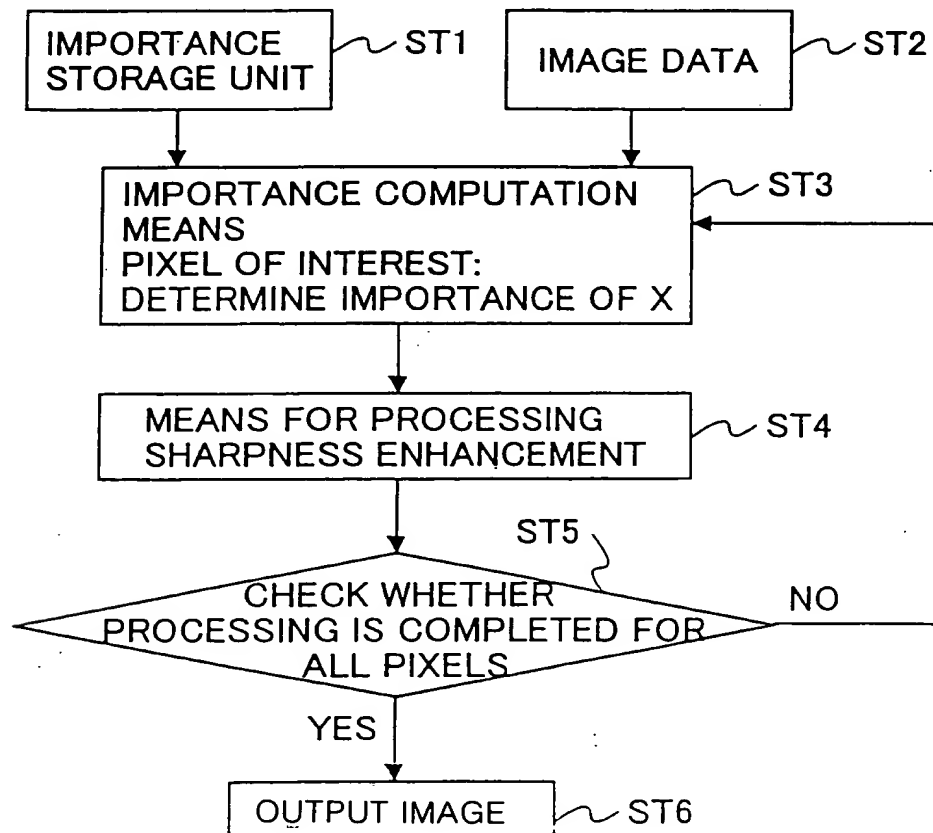 IMPORTANCE
STORAGE UNIT
ST1
IMAGE DATA
ST2
IMPORTANCE COMPUTATION
MEANS
PIXEL OF INTEREST:
DETERMINE IMPORTANCE OF X
ST3
MEANS FOR PROCESSING
SHARPNESS ENHANCEMENT
ST4
ST5
CHECK WHETHER
PROCESSING IS COMPLETED FOR
ALL PIXELS
NO
YES
OUTPUT IMAGE
ST6